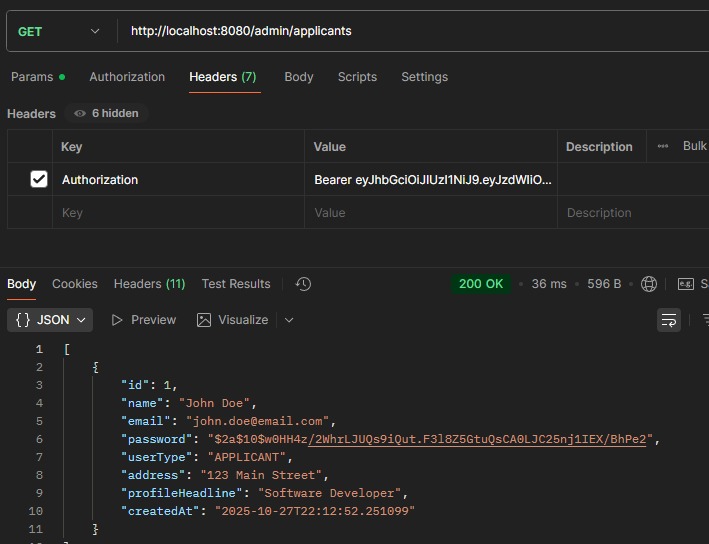 GET http://localhost:8080/admin/applicants
Params Authorization Headers (7) Body Scripts Settings
Headers 6 hidden
Key Value Description Bulk
Authorization Bearer eyJhbGciOiJIUzI1NiJ9.eyJzdWIiO...
Key Value Description
Body Cookies Headers (11) Test Results 200 OK 36 ms 596 B e.g.
{} JSON Preview Visualize
1 [
2 {
3 "id": 1,
4 "name": "John Doe",
5 "email": "john.doe@email.com",
6 "password": "$2a$10$w0HH4z/2WhrLJUQs9iQut.F3l8Z5GtuQsCA0LJC25nj1IEX/BhPe2",
7 "userType": "APPLICANT",
8 "address": "123 Main Street",
9 "profileHeadline": "Software Developer",
10 "createdAt": "2025-10-27T22:12:52.251099"
11 }